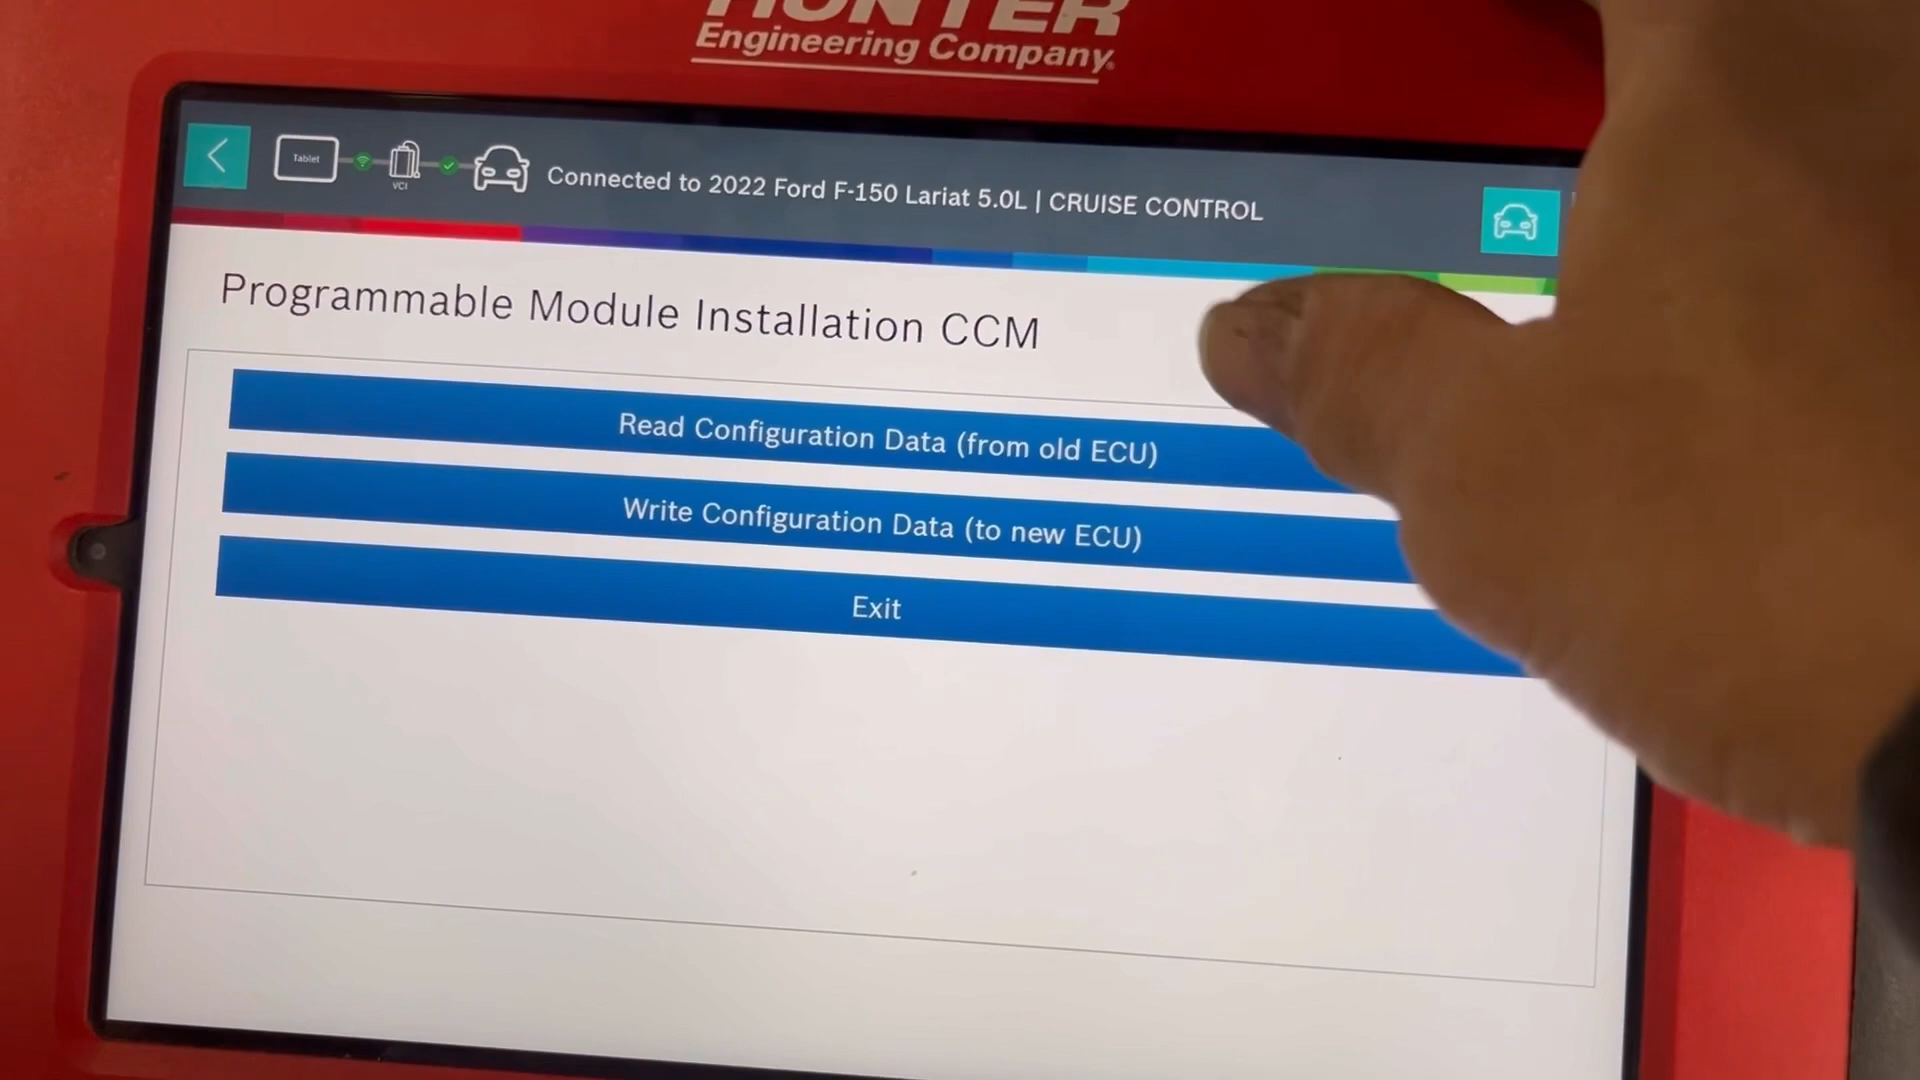 HUNTER
Engineering Company
Tablet
VCI
Connected to 2022 Ford F-150 Lariat 5.0L | CRUISE CONTROL
Programmable Module Installation CCM
Read Configuration Data (from old ECU)
Write Configuration Data (to new ECU)
Exit